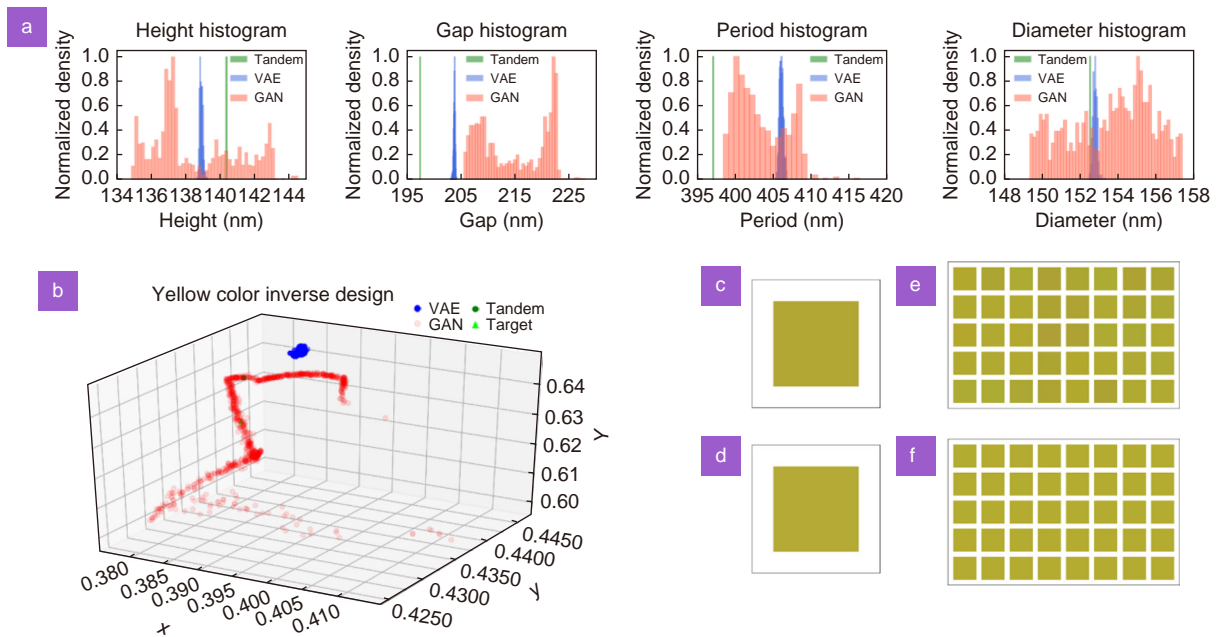 a
Height histogram
Normalized density
1.0
0.8
0.6
0.4
0.2
0.0
Tandem
VAE
GAN
134 136 138 140 142 144
Height (nm)
Gap histogram
Normalized density
1.0
0.8
0.6
0.4
0.2
0.0
Tandem
VAE
GAN
195 205 215 225
Gap (nm)
Period histogram
Normalized density
1.0
0.8
0.6
0.4
0.2
0.0
Tandem
VAE
GAN
395 400 405 410 415 420
Period (nm)
Diameter histogram
Normalized density
1.0
0.8
0.6
0.4
0.2
0.0
Tandem
VAE
GAN
148 150 152 154 156 158
Diameter (nm)
b
Yellow color inverse design
VAE Tandem
GAN Target
0.64
0.63
0.62
0.61
0.60
Y
0.4450
0.4400
0.4350
0.4300
0.4250
y
0.380
0.385
0.390
0.395
0.400
0.405
0.410
x
c
e
d
f